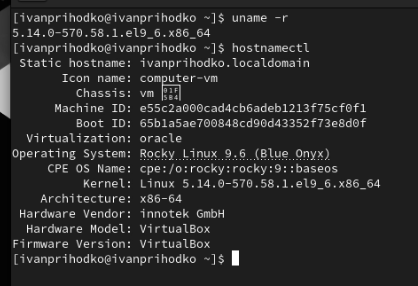 [ivanprihodko@ivanprihodko ~]$ uname -r
5.14.0-570.58.1.el9_6.x86_64
[ivanprihodko@ivanprihodko ~]$ hostnamectl
Static hostname: ivanprihodko.localdomain
Icon name: computer-vm
Chassis: vm 🖴
Machine ID: e55c2a000cad4cb6adeb1213f75cf0f1
Boot ID: 65b1a5ae700848cd90d43352f73e8d0f
Virtualization: oracle
Operating System: Rocky Linux 9.6 (Blue Onyx)
CPE OS Name: cpe:/o:rocky:rocky:9::baseos
Kernel: Linux 5.14.0-570.58.1.el9_6.x86_64
Architecture: x86-64
Hardware Vendor: innotek GmbH
Hardware Model: VirtualBox
Firmware Version: VirtualBox
[ivanprihodko@ivanprihodko ~]$